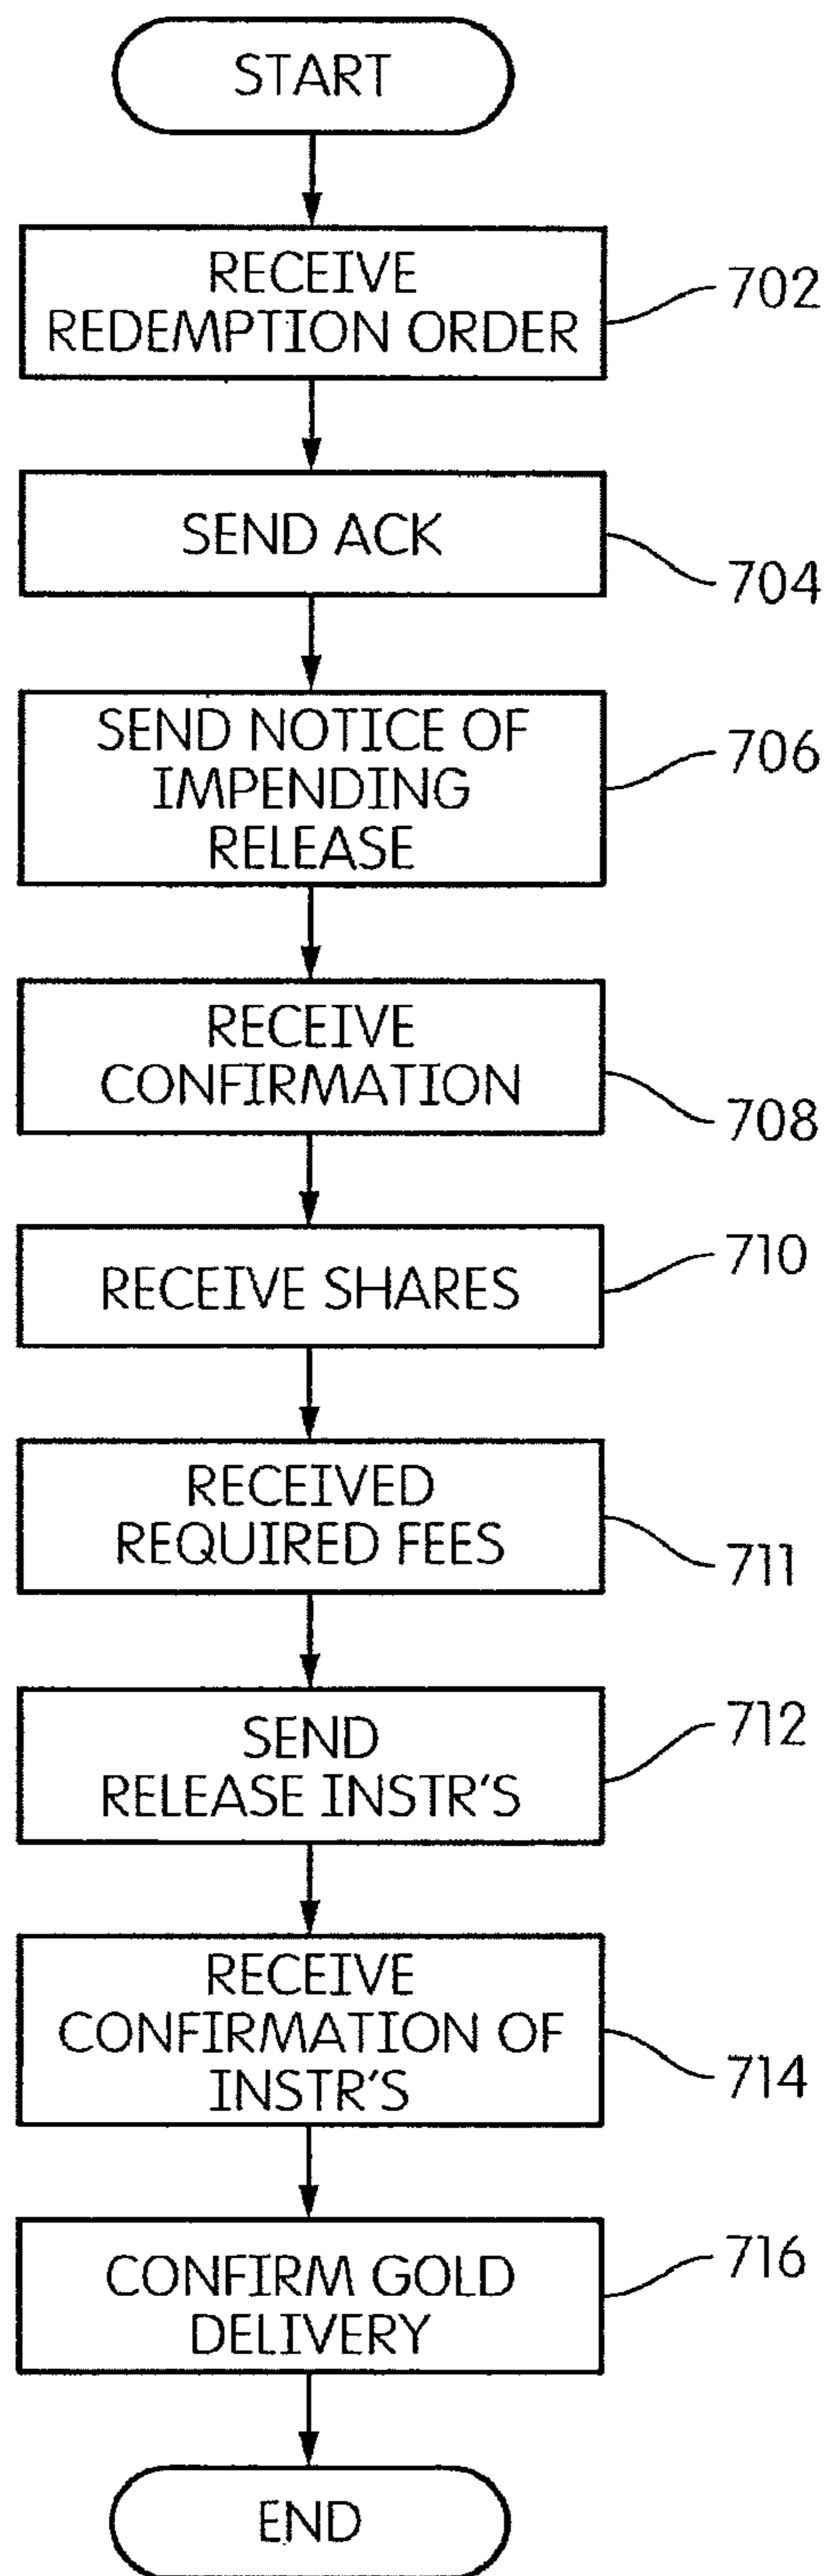 START
RECEIVE
REDEMPTION ORDER
702
SEND ACK
704
SEND NOTICE OF
IMPENDING
RELEASE
706
RECEIVE
CONFIRMATION
708
RECEIVE SHARES
710
RECEIVED
REQUIRED FEES
711
SEND
RELEASE INSTR'S
712
RECEIVE
CONFIRMATION OF
INSTR'S
714
CONFIRM GOLD
DELIVERY
716
END